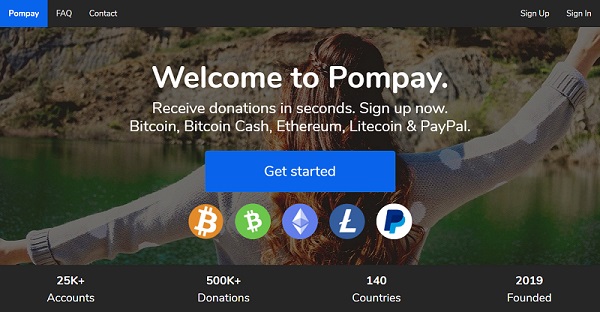 Pompay FAQ Contact Sign Up Sign In
Welcome to Pompay.
Receive donations in seconds. Sign up now.
Bitcoin, Bitcoin Cash, Ethereum, Litecoin & PayPal.
Get started
25K+ 500K+ 140 2019
Accounts Donations Countries Founded